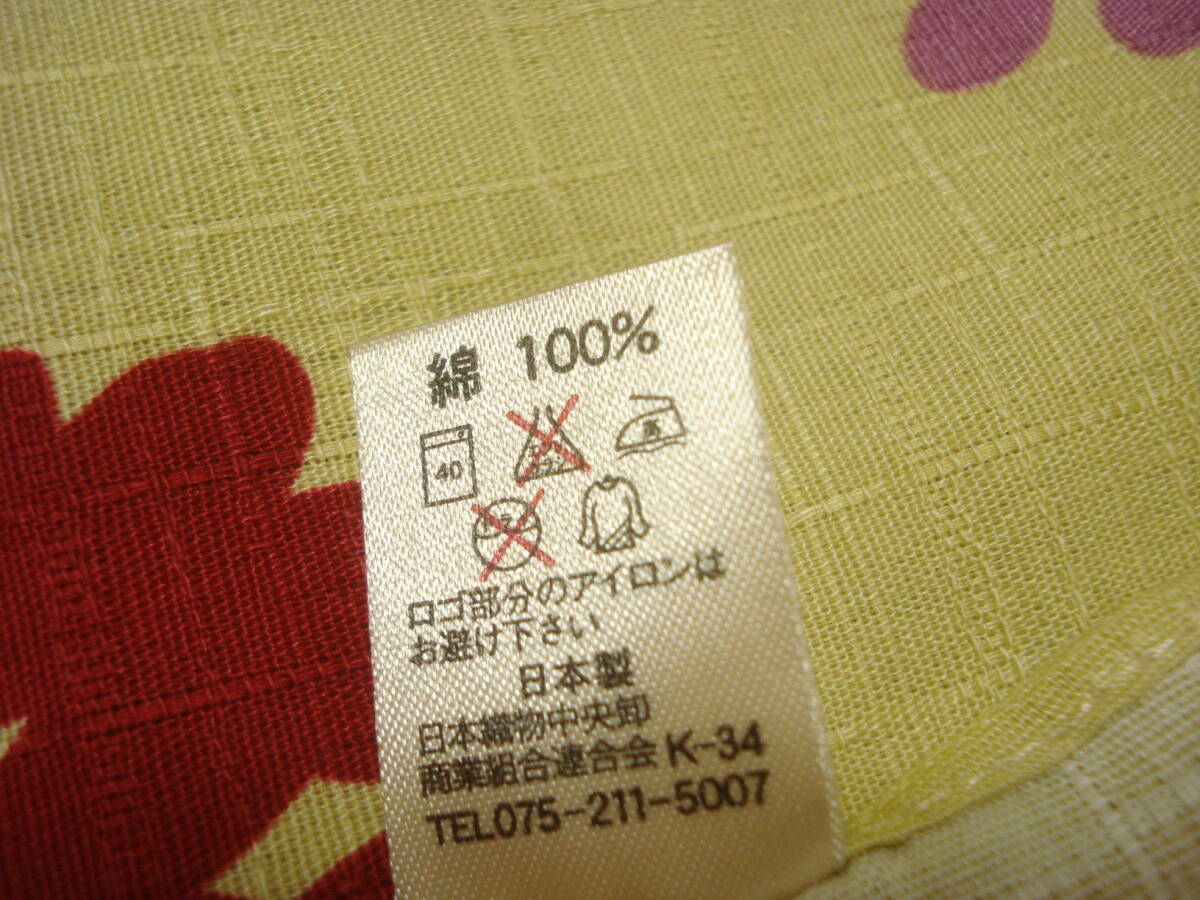 綿 100%
40
ロゴ部分のアイロンは
お避け下さい
日本製
日本織物中央卸
商業組合連合会 K-34
TEL075-211-5007